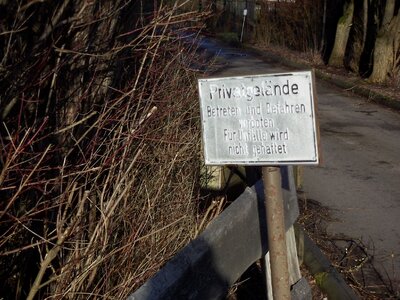 Privatgelände
Betreten und Befahren
verboten
Für Unfälle wird
nicht gehaftet